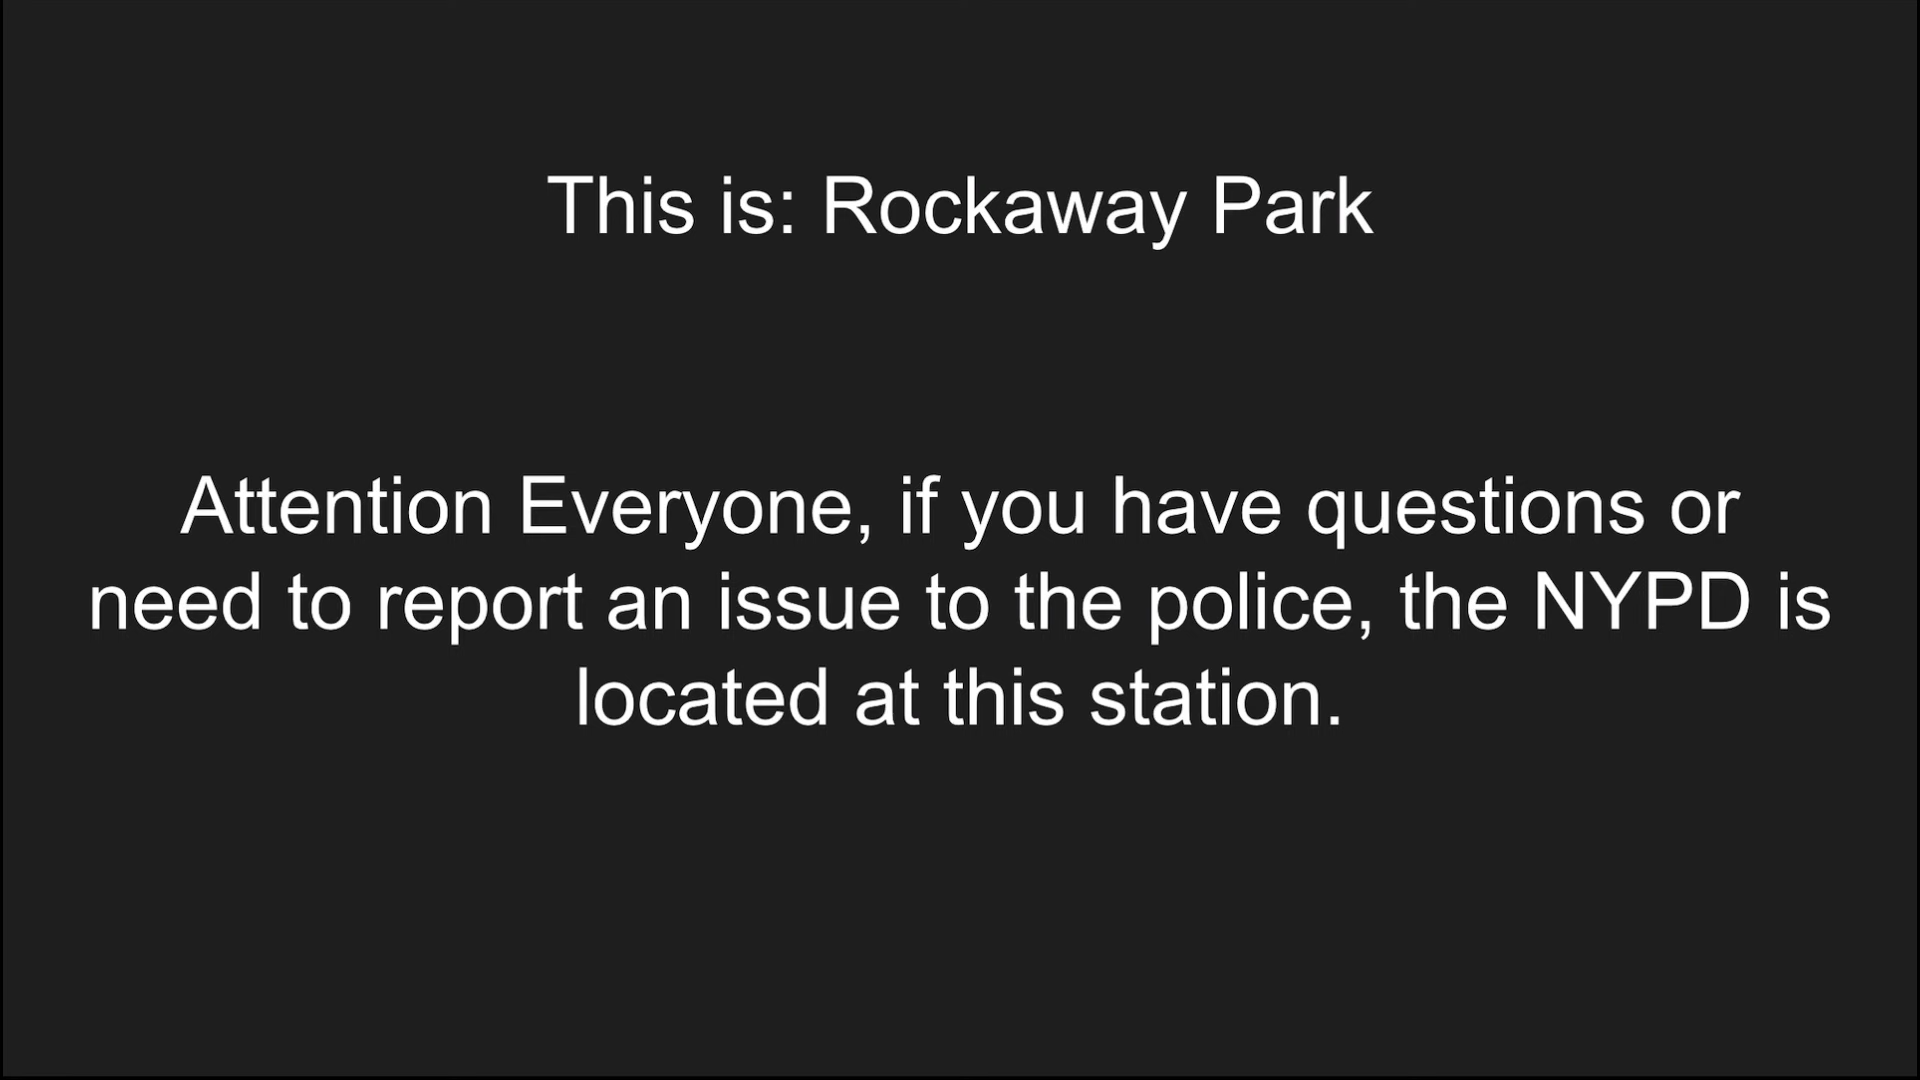 This is: Rockaway Park
Attention Everyone, if you have questions or
need to report an issue to the police, the NYPD is
located at this station.